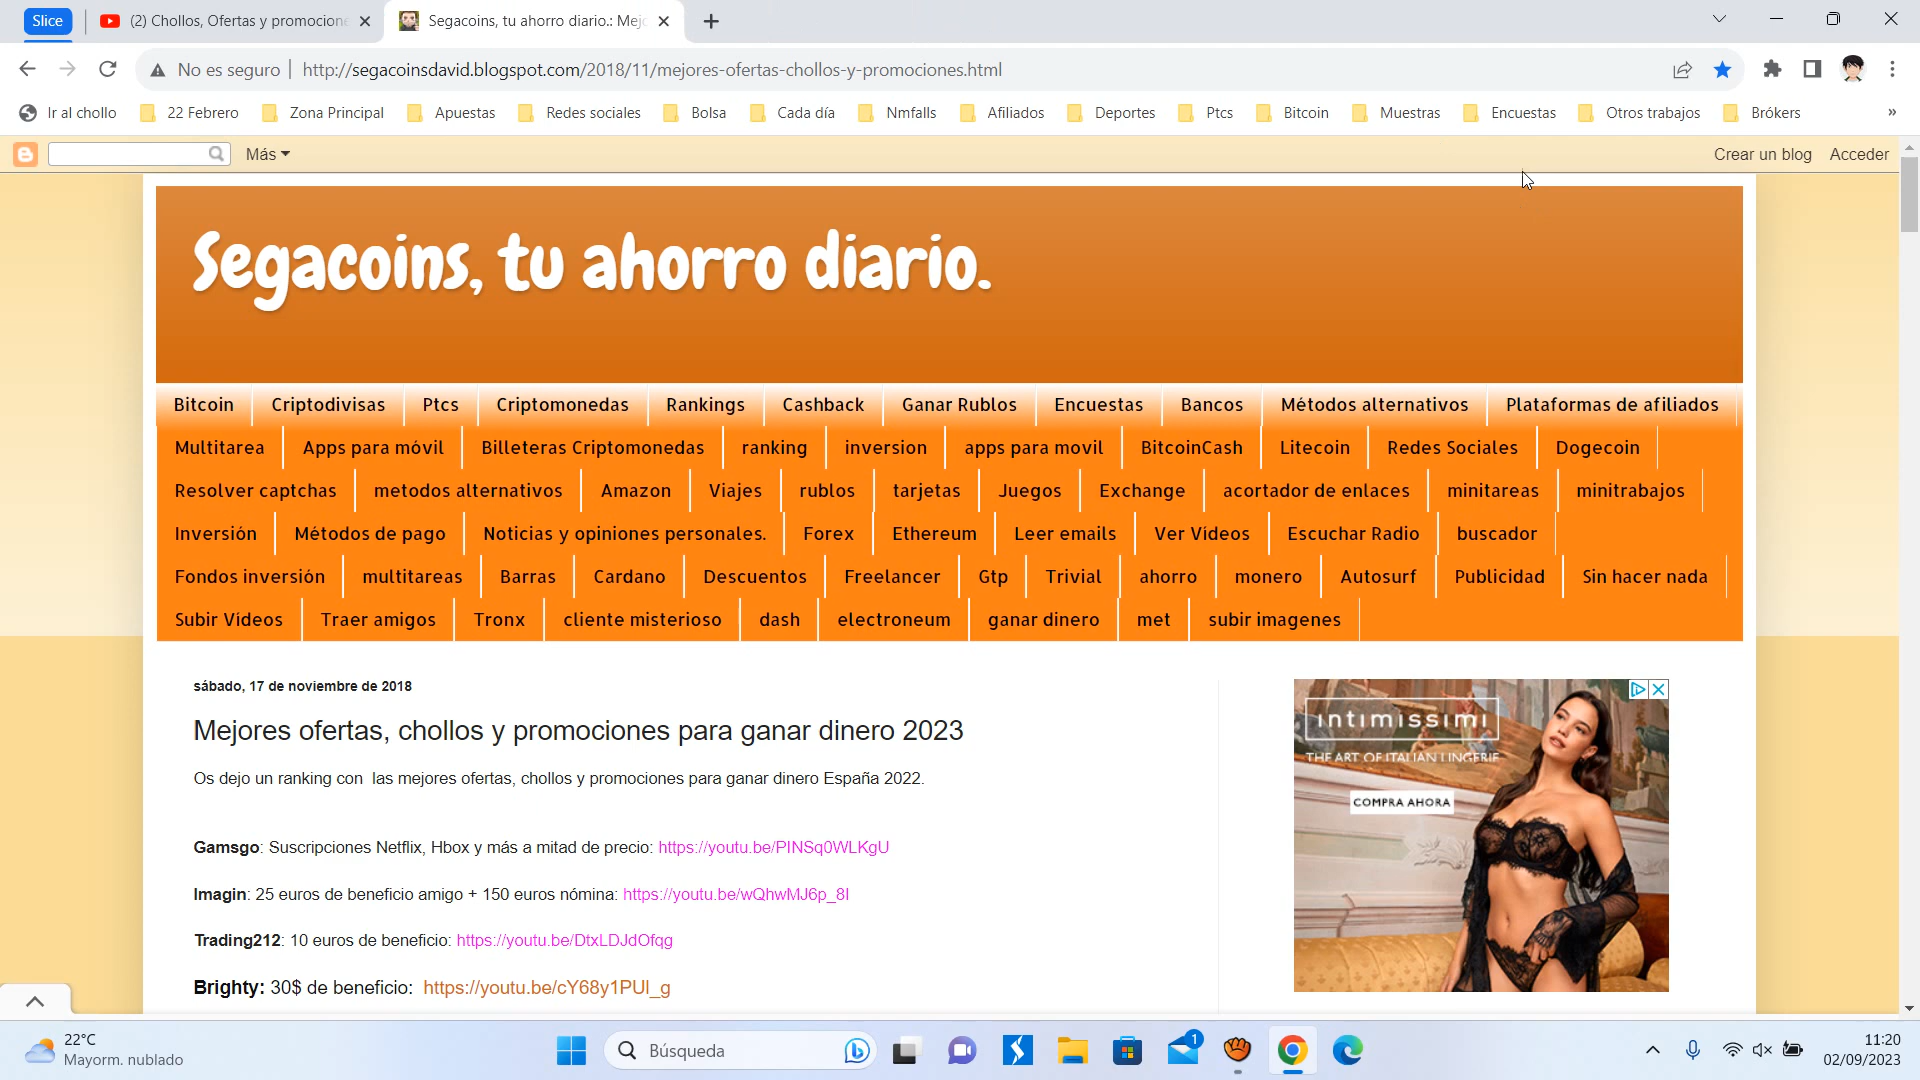 Slice
(2) Chollos, Ofertas y promocione
Segacoins, tu ahorro diario.: Mejo
No es seguro
http://segacoinsdavid.blogspot.com/2018/11/mejores-ofertas-chollos-y-promociones.html
Ir al chollo
22 Febrero
Zona Principal
Apuestas
Redes sociales
Bolsa
Cada día
Nmfalls
Afiliados
Deportes
Ptcs
Bitcoin
Muestras
Encuestas
Otros trabajos
Brókers
»
Más
Crear un blog
Acceder
Segacoins, tu ahorro diario.
Bitcoin
Criptodivisas
Ptcs
Criptomonedas
Rankings
Cashback
Ganar Rublos
Encuestas
Bancos
Métodos alternativos
Plataformas de afiliados
Multitarea
Apps para móvil
Billeteras Criptomonedas
ranking
inversion
apps para movil
BitcoinCash
Litecoin
Redes Sociales
Dogecoin
Resolver captchas
metodos alternativos
Amazon
Viajes
rublos
tarjetas
Juegos
Exchange
acortador de enlaces
minitareas
minitrabajos
Inversión
Métodos de pago
Noticias y opiniones personales.
Forex
Ethereum
Leer emails
Ver Vídeos
Escuchar Radio
buscador
Fondos inversión
multitareas
Barras
Cardano
Descuentos
Freelancer
Gtp
Trivial
ahorro
monero
Autosurf
Publicidad
Sin hacer nada
Subir Vídeos
Traer amigos
Tronx
cliente misterioso
dash
electroneum
ganar dinero
met
subir imagenes
sábado, 17 de noviembre de 2018
Mejores ofertas, chollos y promociones para ganar dinero 2023
Os dejo un ranking con las mejores ofertas, chollos y promociones para ganar dinero España 2022.
Gamsgo: Suscripciones Netflix, Hbox y más a mitad de precio: https://youtu.be/PINSq0WLKgU
Imagin: 25 euros de beneficio amigo + 150 euros nómina: https://youtu.be/wQhwMJ6p_8I
Trading212: 10 euros de beneficio: https://youtu.be/DtxLDJdOfqg
Brighty: 30$ de beneficio: https://youtu.be/cY68y1PUI_g
intimissimi
THE ART OF ITALIAN LINGERIE
COMPRA AHORA
22°C
Mayorm. nublado
Búsqueda
1
11:20
02/09/2023